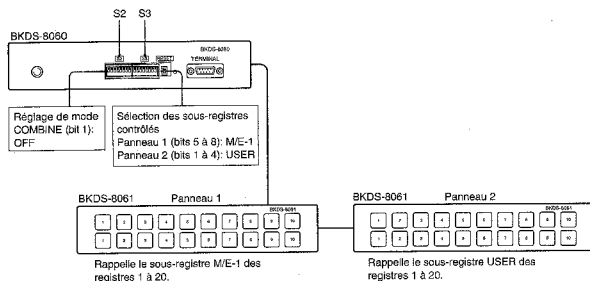 S2 S3
BKDS-8060
BKDS-8060
RESET
TERMINAL
Réglage de mode
COMBINE (bit 1):
OFF
Sélection des sous-registres
contrôlés
Panneau 1 (bits 5 à 8): M/E-1
Panneau 2 (bits 1 à 4): USER
BKDS-8061 Panneau 1
BKDS-8061
1 2 3 4 5 6 7 8 9 10
1 2 3 4 5 6 7 8 9 10
Rappelle le sous-registre M/E-1 des
registres 1 à 20.
BKDS-8061 Panneau 2
BKDS-8061
1 2 3 4 5 6 7 8 9 10
1 2 3 4 5 6 7 8 9 10
Rappelle le sous-registre USER des
registres 1 à 20.